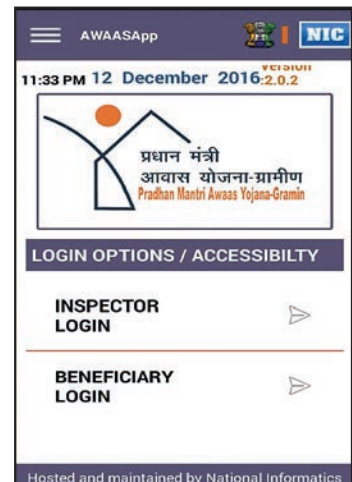 AWAASApp NIC
Version
11:33 PM 12 December 2016:2.0.2
प्रधान मंत्री
आवास योजना-ग्रामीण
Pradhan Mantri Awaas Yojana-Gramin
LOGIN OPTIONS / ACCESSIBILTY
INSPECTOR
LOGIN
BENEFICIARY
LOGIN
Hosted and maintained by National Informatics